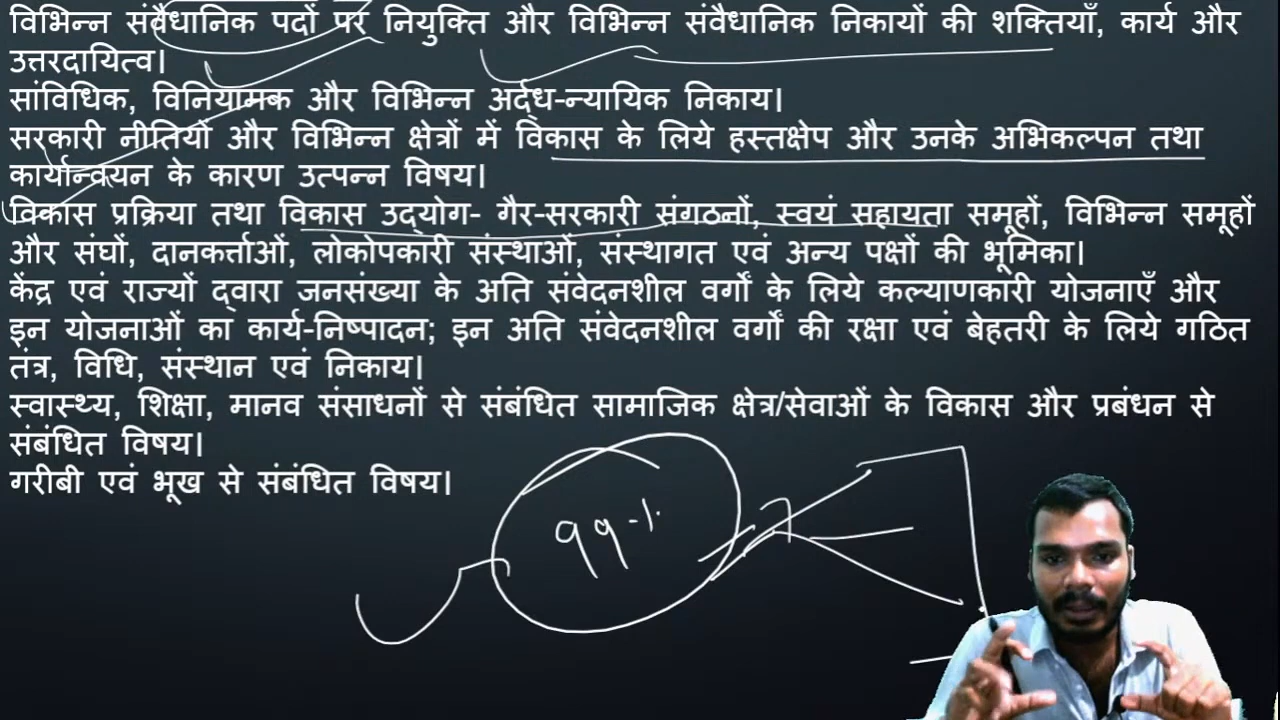 विभिन्न संवैधानिक पदों पर नियुक्ति और विभिन्न संवैधानिक निकायों की शक्तियाँ, कार्य और
उत्तरदायित्व।
सांविधिक, विनियामक और विभिन्न अर्द्ध-न्यायिक निकाय।
सरकारी नीतियों और विभिन्न क्षेत्रों में विकास के लिये हस्तक्षेप और उनके अभिकल्पन तथा
कार्यान्वयन के कारण उत्पन्न विषय।
विकास प्रक्रिया तथा विकास उद्योग- गैर-सरकारी संगठनों, स्वयं सहायता समूहों, विभिन्न समूहों
और संघों, दानकर्त्ताओं, लोकोपकारी संस्थाओं, संस्थागत एवं अन्य पक्षों की भूमिका।
केंद्र एवं राज्यों द्वारा जनसंख्या के अति संवेदनशील वर्गों के लिये कल्याणकारी योजनाएँ और
इन योजनाओं का कार्य-निष्पादन; इन अति संवेदनशील वर्गों की रक्षा एवं बेहतरी के लिये गठित
तंत्र, विधि, संस्थान एवं निकाय।
स्वास्थ्य, शिक्षा, मानव संसाधनों से संबंधित सामाजिक क्षेत्र/सेवाओं के विकास और प्रबंधन से
संबंधित विषय।
गरीबी एवं भूख से संबंधित विषय।
99%